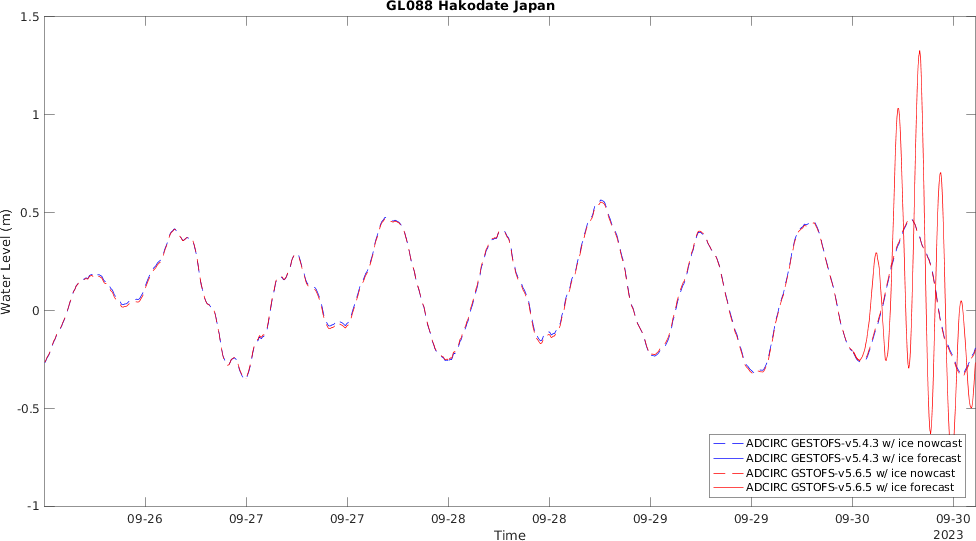 GL088 Hakodate Japan
1.5
1
0.5
0
-0.5
-1
Water Level (m)
ADCIRC GESTOFS-v5.4.3 w/ ice nowcast
ADCIRC GESTOFS-v5.4.3 w/ ice forecast
ADCIRC GSTOFS-v5.6.5 w/ ice nowcast
ADCIRC GSTOFS-v5.6.5 w/ ice forecast
09-26 09-27 09-27 09-28 09-28 09-29 09-29 09-30 09-30
2023
Time